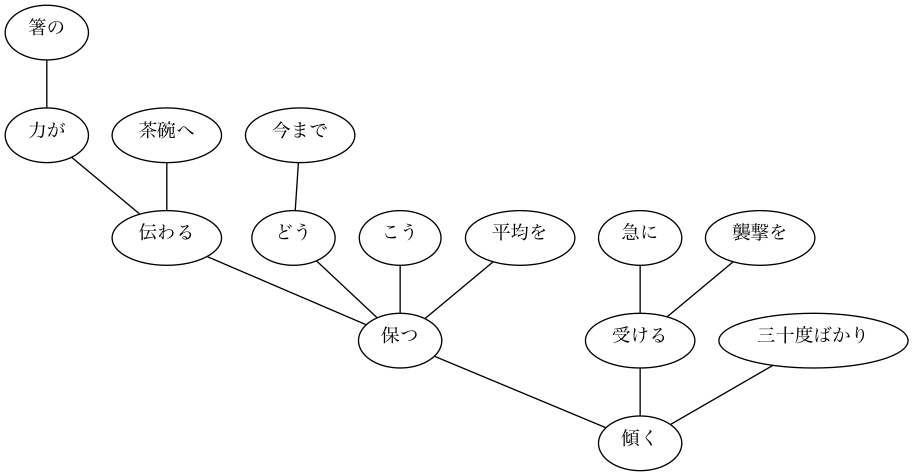 箸の
力が
茶碗へ
今まで
伝わる
どう
こう
平均を
急に
襲撃を
保つ
受ける
三十度ばかり
傾く